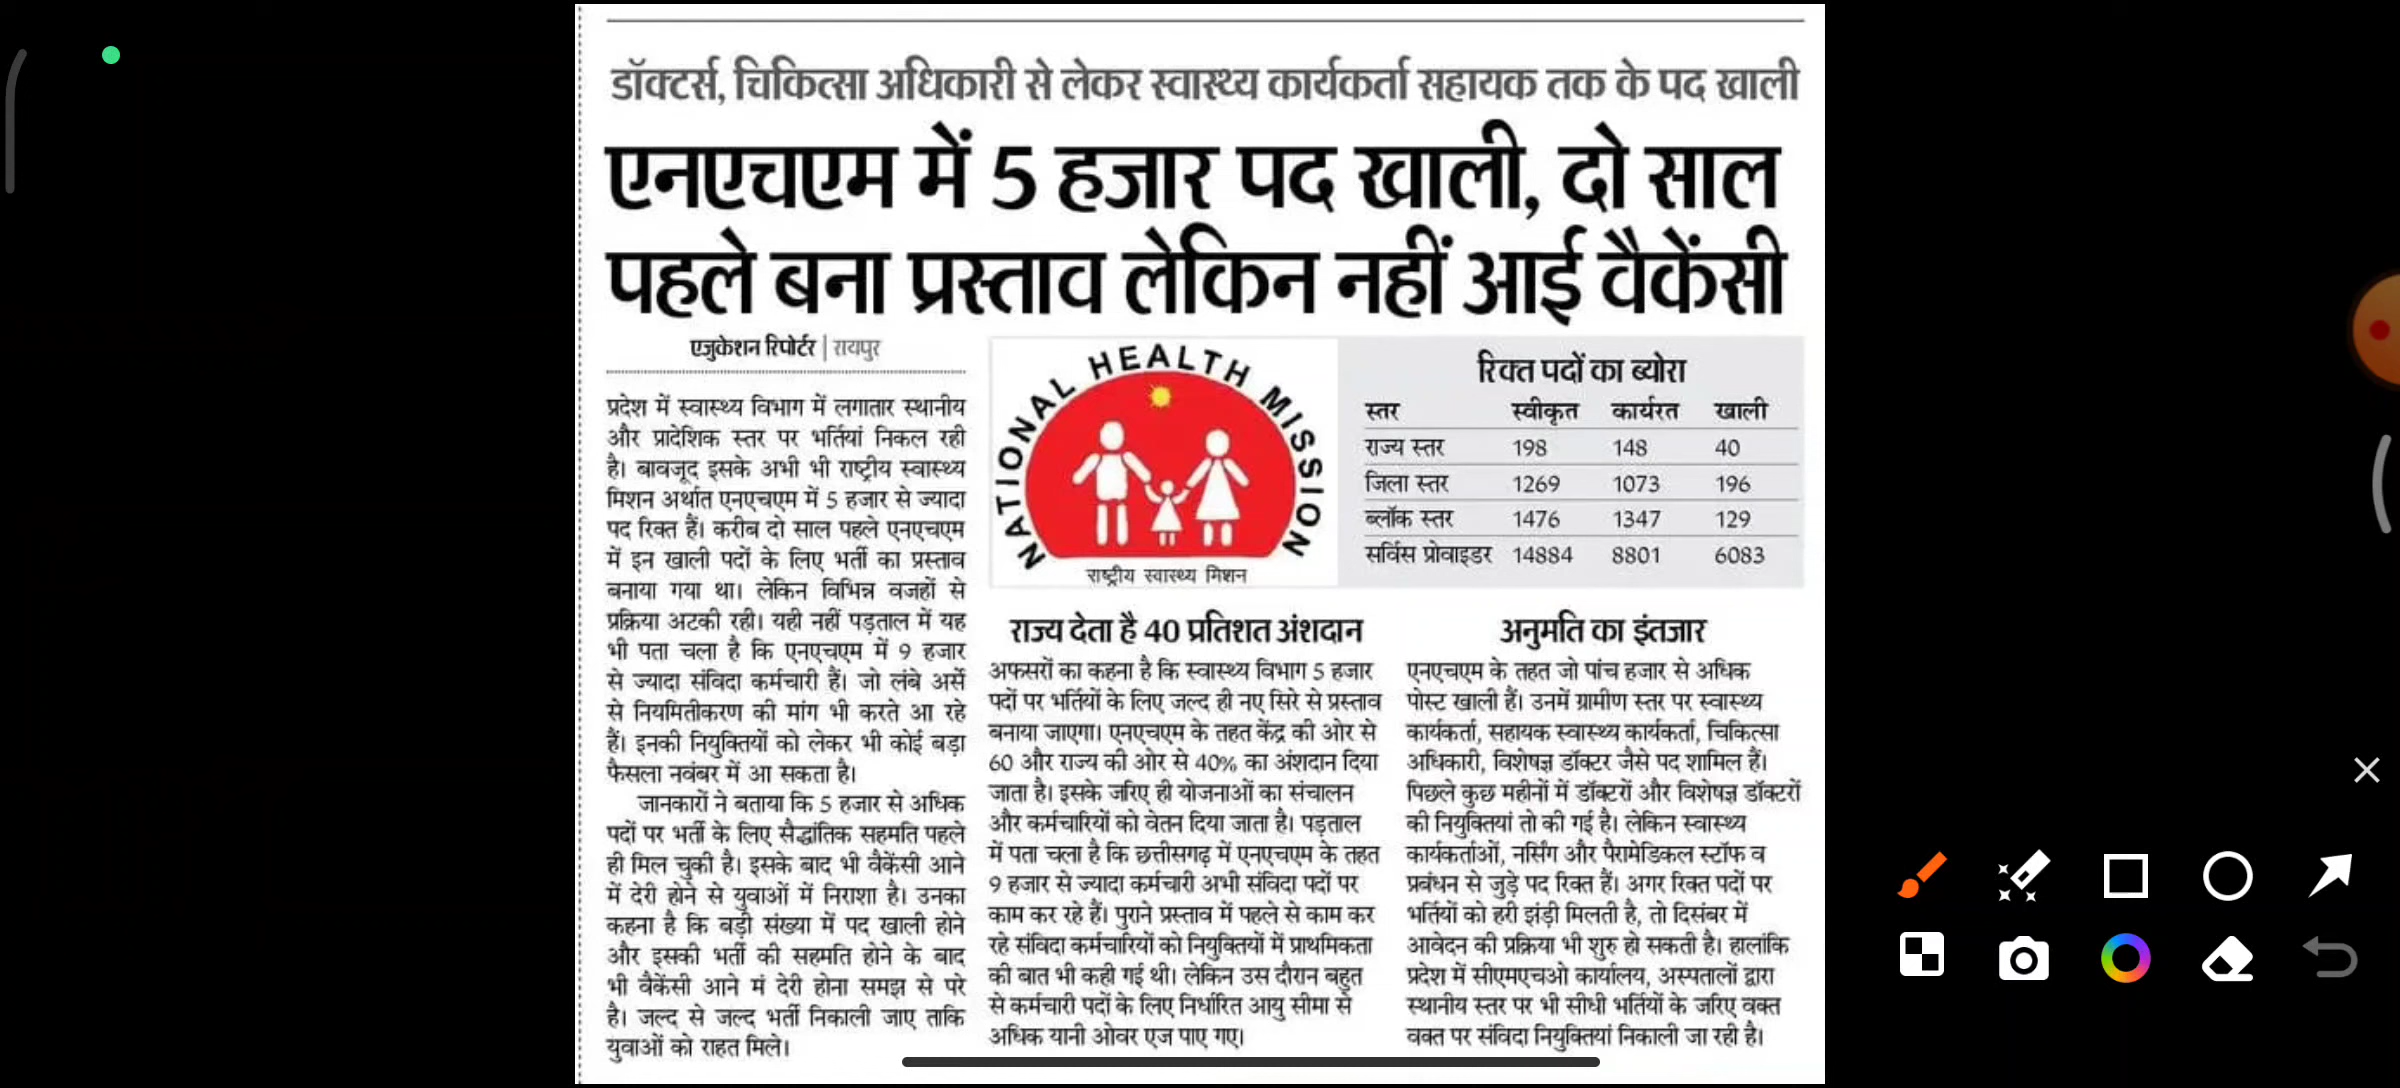 डॉक्टर्स, चिकित्सा अधिकारी से लेकर स्वास्थ्य कार्यकर्ता सहायक तक के पद खाली
एनएचएम में 5 हजार पद खाली, दो साल
पहले बना प्रस्ताव लेकिन नहीं आई वैकेंसी
एजुकेशन रिपोर्टर | रायपुर
प्रदेश में स्वास्थ्य विभाग में लगातार स्थानीय
और प्रादेशिक स्तर पर भर्तियां निकल रही
है। बावजूद इसके अभी भी राष्ट्रीय स्वास्थ्य
मिशन अर्थात एनएचएम में 5 हजार से ज्यादा
पद रिक्त हैं। करीब दो साल पहले एनएचएम
में इन खाली पदों के लिए भर्ती का प्रस्ताव
बनाया गया था। लेकिन विभिन्न वजहों से
प्रक्रिया अटकी रही। यही नहीं पड़ताल में यह
भी पता चला है कि एनएचएम में 9 हजार
से ज्यादा संविदा कर्मचारी हैं। जो लंबे अर्से
से नियमितीकरण की मांग भी करते आ रहे
हैं। इनकी नियुक्तियों को लेकर भी कोई बड़ा
फैसला नवंबर में आ सकता है।
जानकारों ने बताया कि 5 हजार से अधिक
पदों पर भर्ती के लिए सैद्धांतिक सहमति पहले
ही मिल चुकी है। इसके बाद भी वैकेंसी आने
में देरी होने से युवाओं में निराशा है। उनका
कहना है कि बड़ी संख्या में पद खाली होने
और इसकी भर्ती की सहमति होने के बाद
भी वैकेंसी आने मं देरी होना समझ से परे
है। जल्द से जल्द भर्ती निकाली जाए ताकि
युवाओं को राहत मिले।
NATIONAL HEALTH MISSION
राष्ट्रीय स्वास्थ्य मिशन
रिक्त पदों का ब्योरा
स्तर स्वीकृत कार्यरत खाली
राज्य स्तर 198 148 40
जिला स्तर 1269 1073 196
ब्लॉक स्तर 1476 1347 129
सर्विस प्रोवाइडर 14884 8801 6083
राज्य देता है 40 प्रतिशत अंशदान
अफसरों का कहना है कि स्वास्थ्य विभाग 5 हजार
पदों पर भर्तियों के लिए जल्द ही नए सिरे से प्रस्ताव
बनाया जाएगा। एनएचएम के तहत केंद्र की ओर से
60 और राज्य की ओर से 40% का अंशदान दिया
जाता है। इसके जरिए ही योजनाओं का संचालन
और कर्मचारियों को वेतन दिया जाता है। पड़ताल
में पता चला है कि छत्तीसगढ़ में एनएचएम के तहत
9 हजार से ज्यादा कर्मचारी अभी संविदा पदों पर
काम कर रहे हैं। पुराने प्रस्ताव में पहले से काम कर
रहे संविदा कर्मचारियों को नियुक्तियों में प्राथमिकता
की बात भी कही गई थी। लेकिन उस दौरान बहुत
से कर्मचारी पदों के लिए निर्धारित आयु सीमा से
अधिक यानी ओवर एज पाए गए।
अनुमति का इंतजार
एनएचएम के तहत जो पांच हजार से अधिक
पोस्ट खाली हैं। उनमें ग्रामीण स्तर पर स्वास्थ्य
कार्यकर्ता, सहायक स्वास्थ्य कार्यकर्ता, चिकित्सा
अधिकारी, विशेषज्ञ डॉक्टर जैसे पद शामिल हैं।
पिछले कुछ महीनों में डॉक्टरों और विशेषज्ञ डॉक्टरों
की नियुक्तियां तो की गई है। लेकिन स्वास्थ्य
कार्यकर्ताओं, नर्सिंग और पैरामेडिकल स्टॉफ व
प्रबंधन से जुड़े पद रिक्त हैं। अगर रिक्त पदों पर
भर्तियों को हरी झंड़ी मिलती है, तो दिसंबर में
आवेदन की प्रक्रिया भी शुरु हो सकती है। हालांकि
प्रदेश में सीएमएचओ कार्यालय, अस्पतालों द्वारा
स्थानीय स्तर पर भी सीधी भर्तियों के जरिए वक्त
वक्त पर संविदा नियुक्तियां निकाली जा रही है।